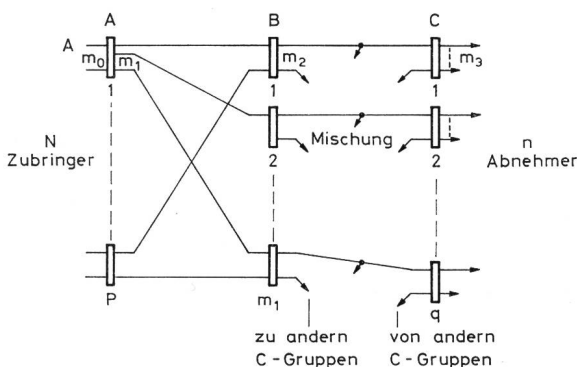 A B C
A
m₀ m₁ m₂ m₃
1 1 1
N
Zubringer
Mischung
n
Abnehmer
2 2
P
m₁
q
zu andern
C-Gruppen
von andern
C-Gruppen